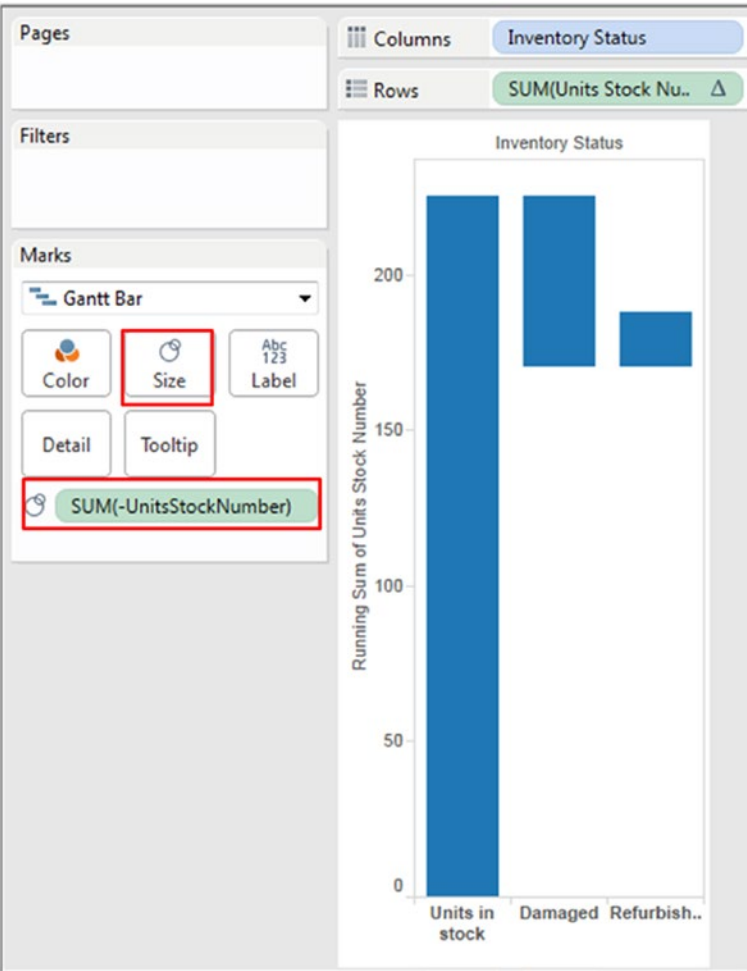 Pages
Columns
Inventory Status
Rows
SUM(Units Stock Nu..
Δ
Filters
Marks
Gantt Bar
Color
Size
Abc
123
Label
Detail
Tooltip
SUM(-UnitsStockNumber)
Inventory Status
Running Sum of Units Stock Number
200
150
100
50
0
Units in
stock
Damaged
Refurbish..